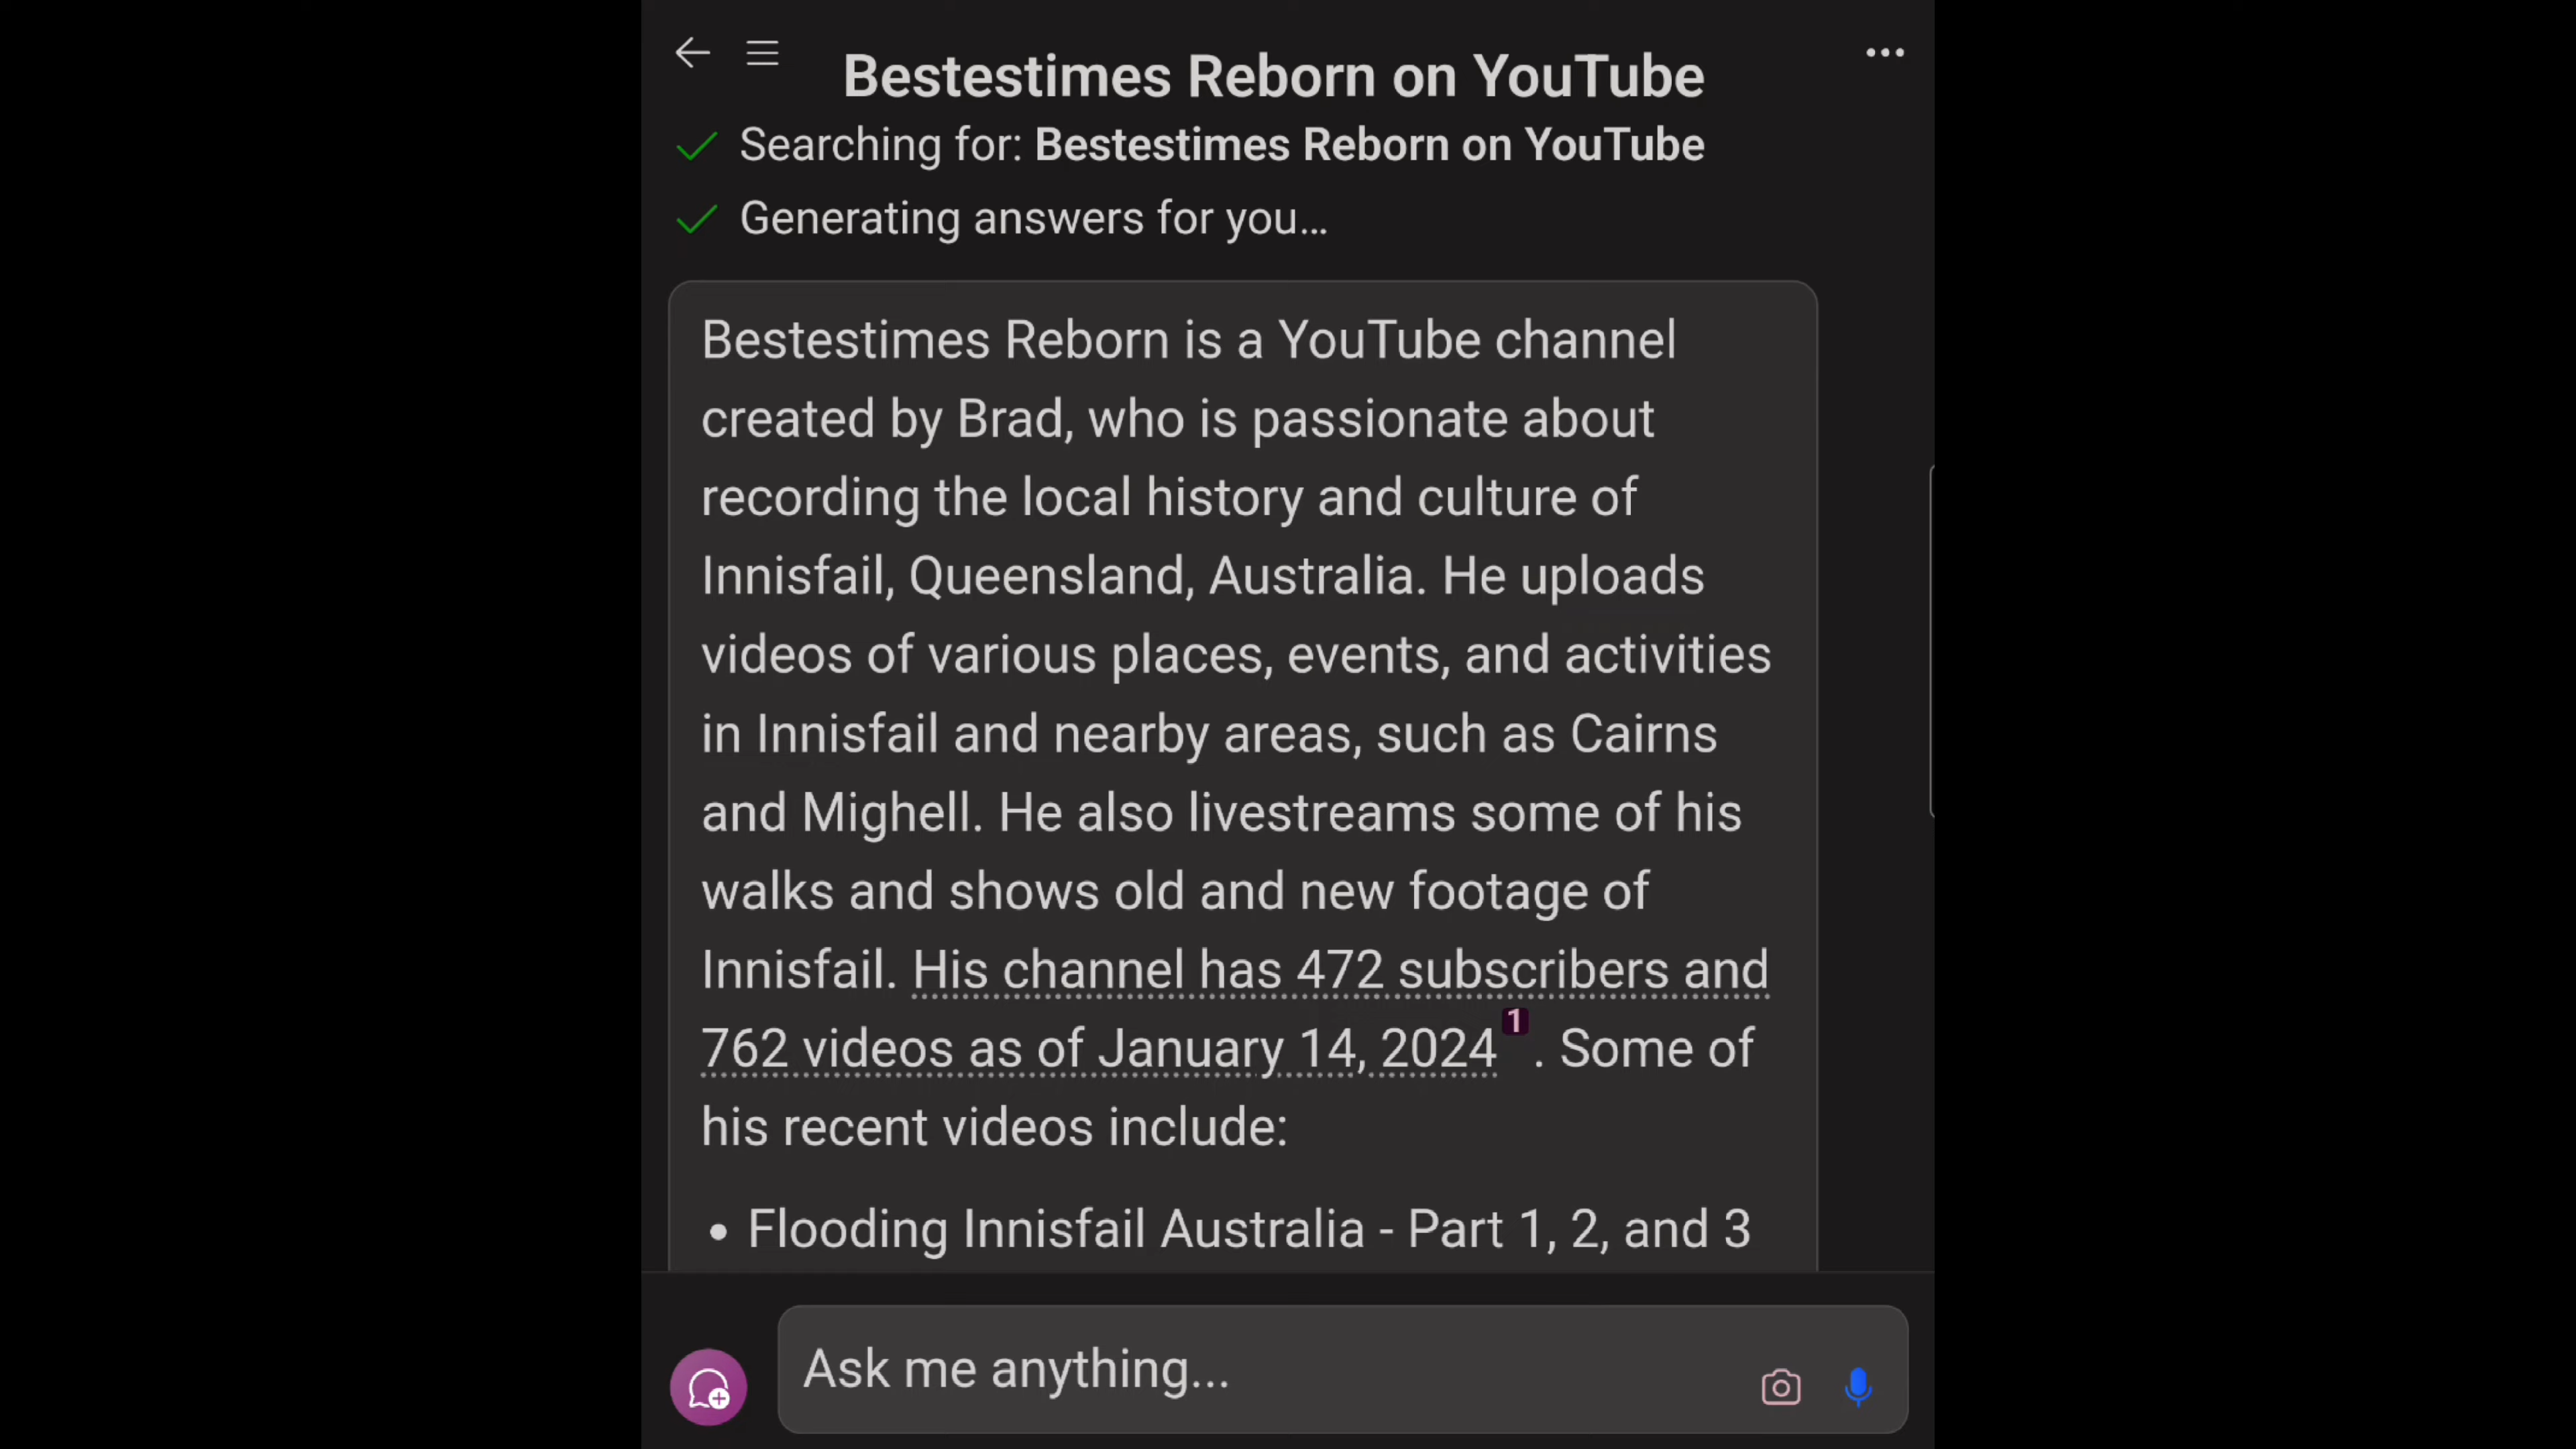 Bestestimes Reborn on YouTube
Searching for: Bestestimes Reborn on YouTube
Generating answers for you…
Bestestimes Reborn is a YouTube channel
created by Brad, who is passionate about
recording the local history and culture of
Innisfail, Queensland, Australia. He uploads
videos of various places, events, and activities
in Innisfail and nearby areas, such as Cairns
and Mighell. He also livestreams some of his
walks and shows old and new footage of
Innisfail. His channel has 472 subscribers and
762 videos as of January 14, 2024 1 . Some of
his recent videos include:
• Flooding Innisfail Australia - Part 1, 2, and 3
Ask me anything...